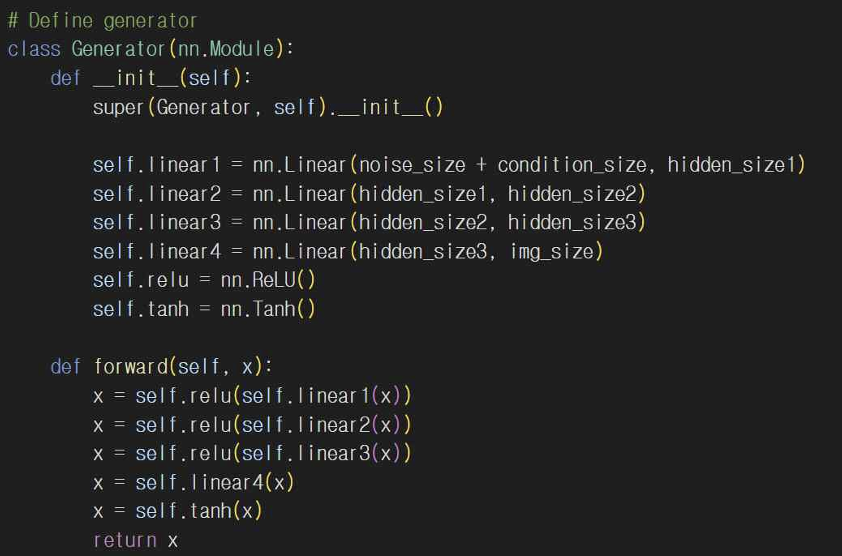 # Define generator
class Generator(nn.Module):
    def __init__(self):
        super(Generator, self).__init__()

        self.linear1 = nn.Linear(noise_size + condition_size, hidden_size1)
        self.linear2 = nn.Linear(hidden_size1, hidden_size2)
        self.linear3 = nn.Linear(hidden_size2, hidden_size3)
        self.linear4 = nn.Linear(hidden_size3, img_size)
        self.relu = nn.ReLU()
        self.tanh = nn.Tanh()

    def forward(self, x):
        x = self.relu(self.linear1(x))
        x = self.relu(self.linear2(x))
        x = self.relu(self.linear3(x))
        x = self.linear4(x)
        x = self.tanh(x)
        return x